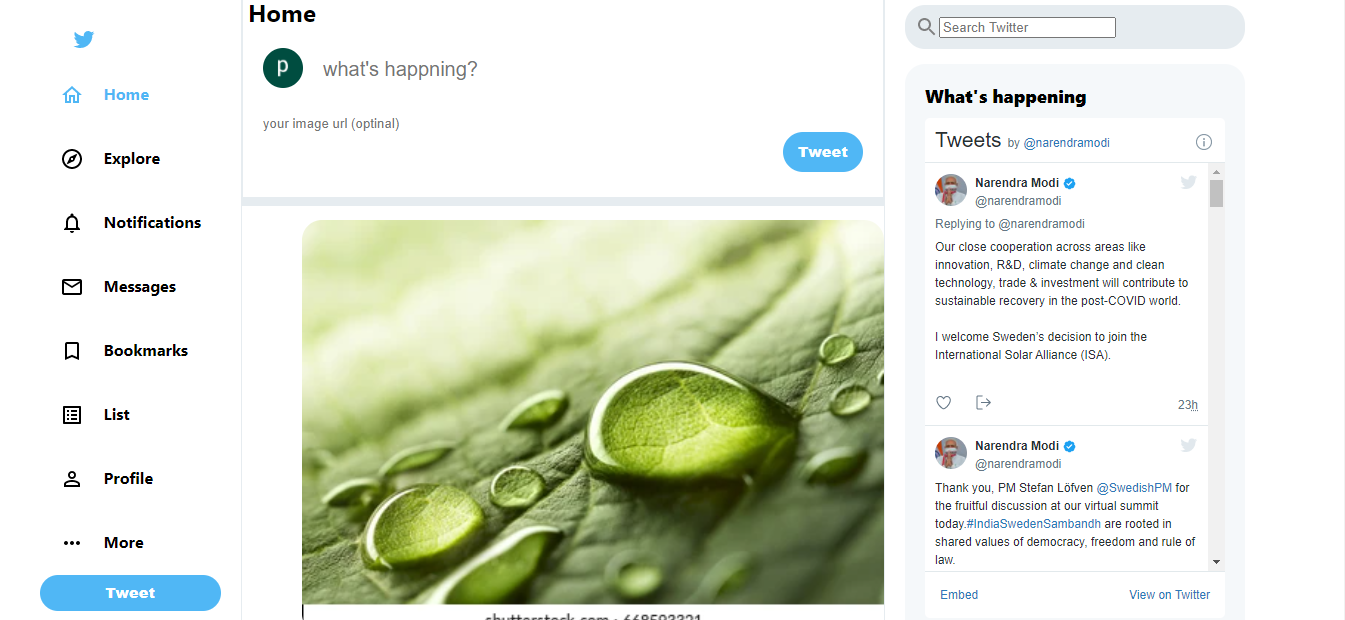 Home
Explore
Notifications
Messages
Bookmarks
List
Profile
More
Tweet
Home
p
what's happning?
your image url (optinal)
Tweet
shutterstock.com · 668593321
Search Twitter
What's happening
Tweets by @narendramodi
Narendra Modi
@narendramodi
Replying to @narendramodi
Our close cooperation across areas like
innovation, R&D, climate change and clean
technology, trade & investment will contribute to
sustainable recovery in the post-COVID world.
I welcome Sweden's decision to join the
International Solar Alliance (ISA).
23h
Narendra Modi
@narendramodi
Thank you, PM Stefan Löfven @SwedishPM for
the fruitful discussion at our virtual summit
today.#IndiaSwedenSambandh are rooted in
shared values of democracy, freedom and rule of
law.
Embed View on Twitter